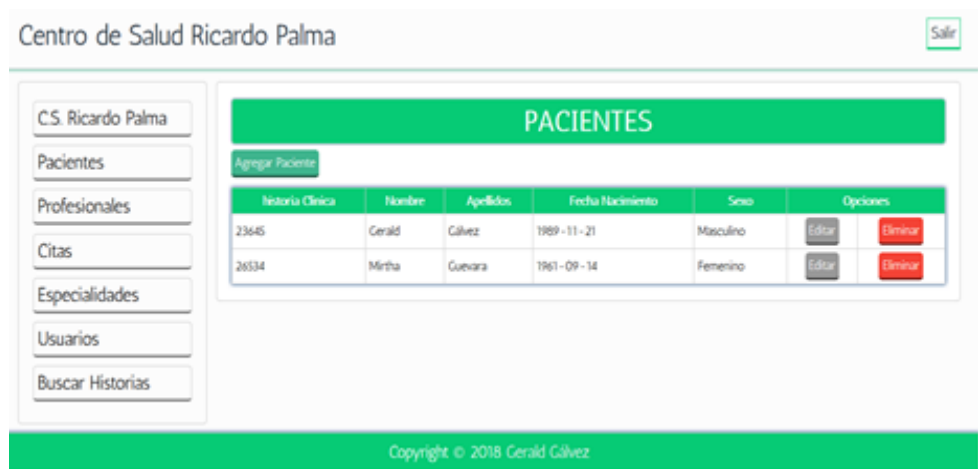 Centro de Salud Ricardo Palma
Salir
C.S. Ricardo Palma
Pacientes
Profesionales
Citas
Especialidades
Usuarios
Buscar Historias
PACIENTES
Agregar Paciente
historia Clinica Nombre Apellidos Fecha Nacimiento Sexo Opciones
23645 Gerald Gálvez 1989-11-21 Masculino Editar Eliminar
26534 Mirtha Guevara 1961-09-14 Femenino Editar Eliminar
Copyright © 2018 Gerald Gálvez